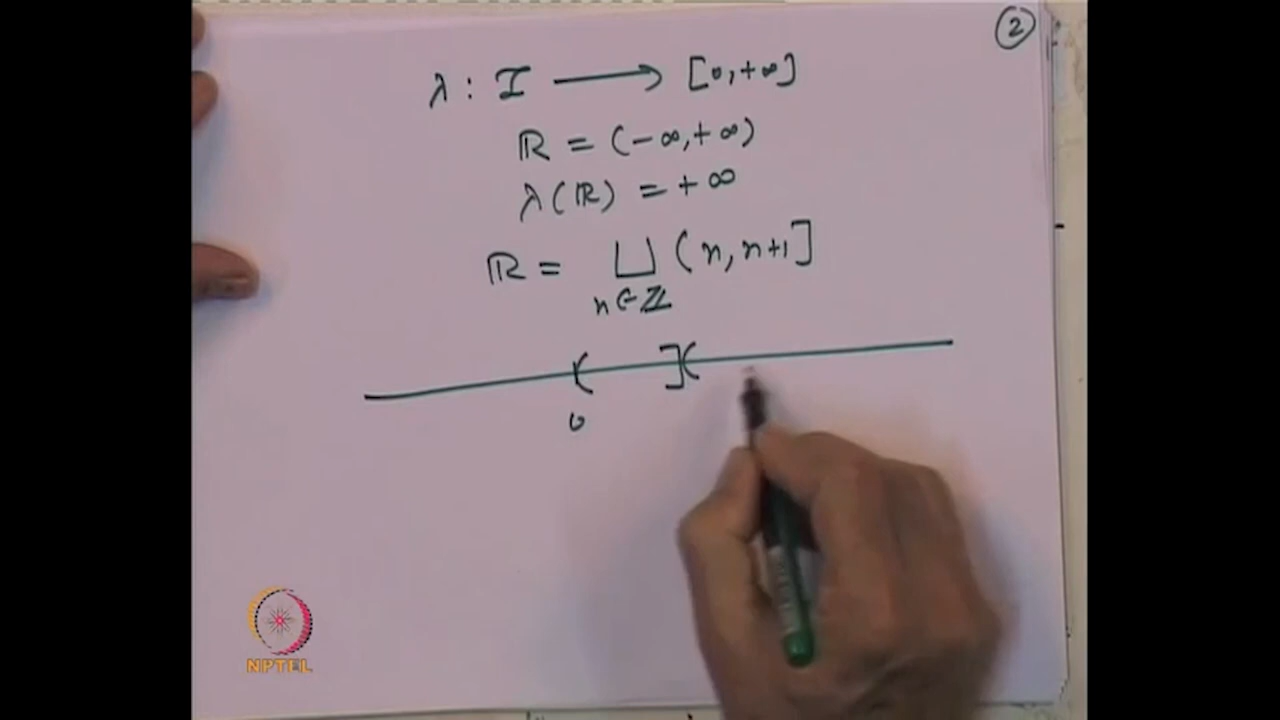 ②
λ : I ⟶ [0,+∞]
ℝ = (-∞,+∞)
λ(ℝ) = +∞
ℝ = ⊔ (n, n+1]
n∈ℤ
( ](
0
NPTEL